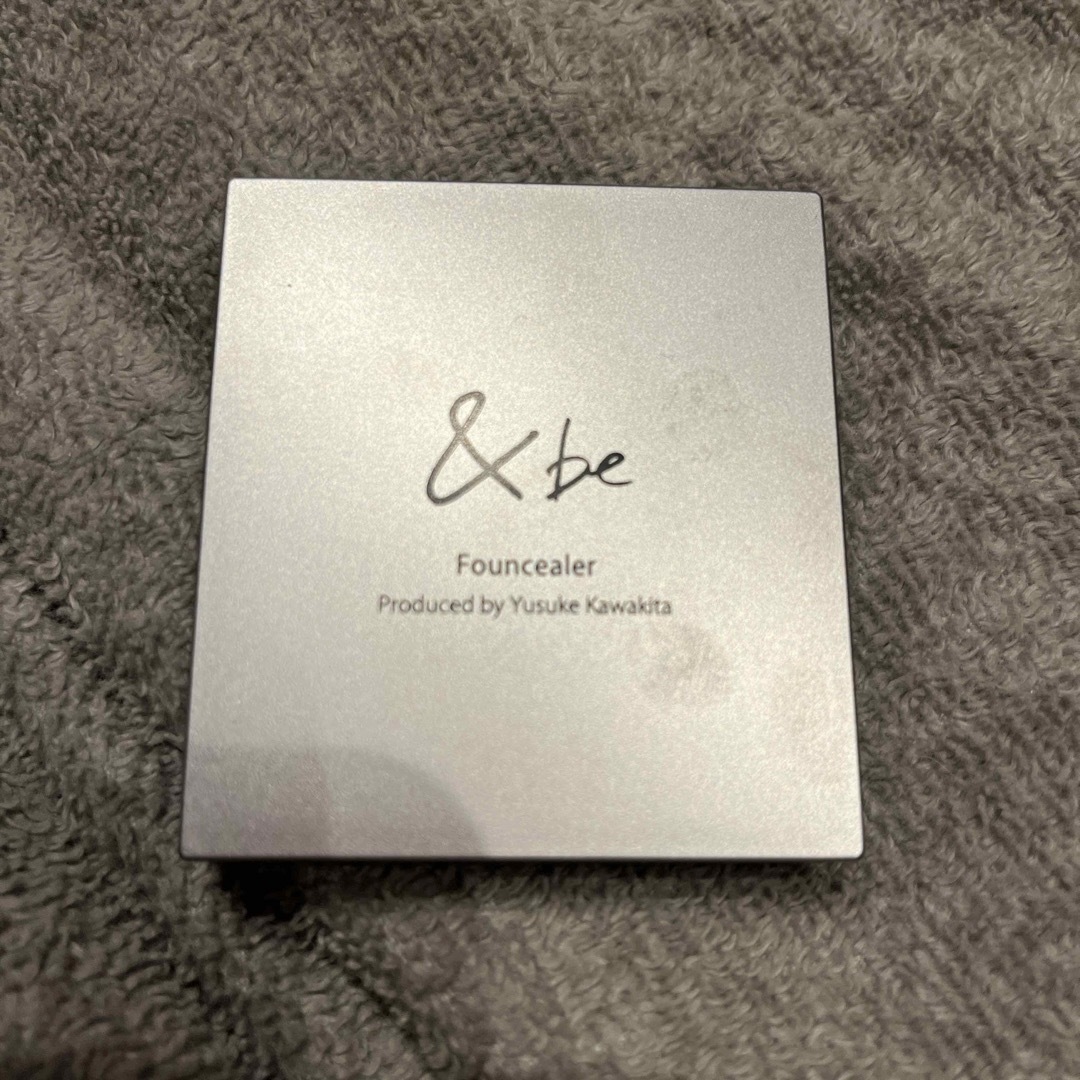 & be
Founcealer
Produced by Yusuke Kawakita